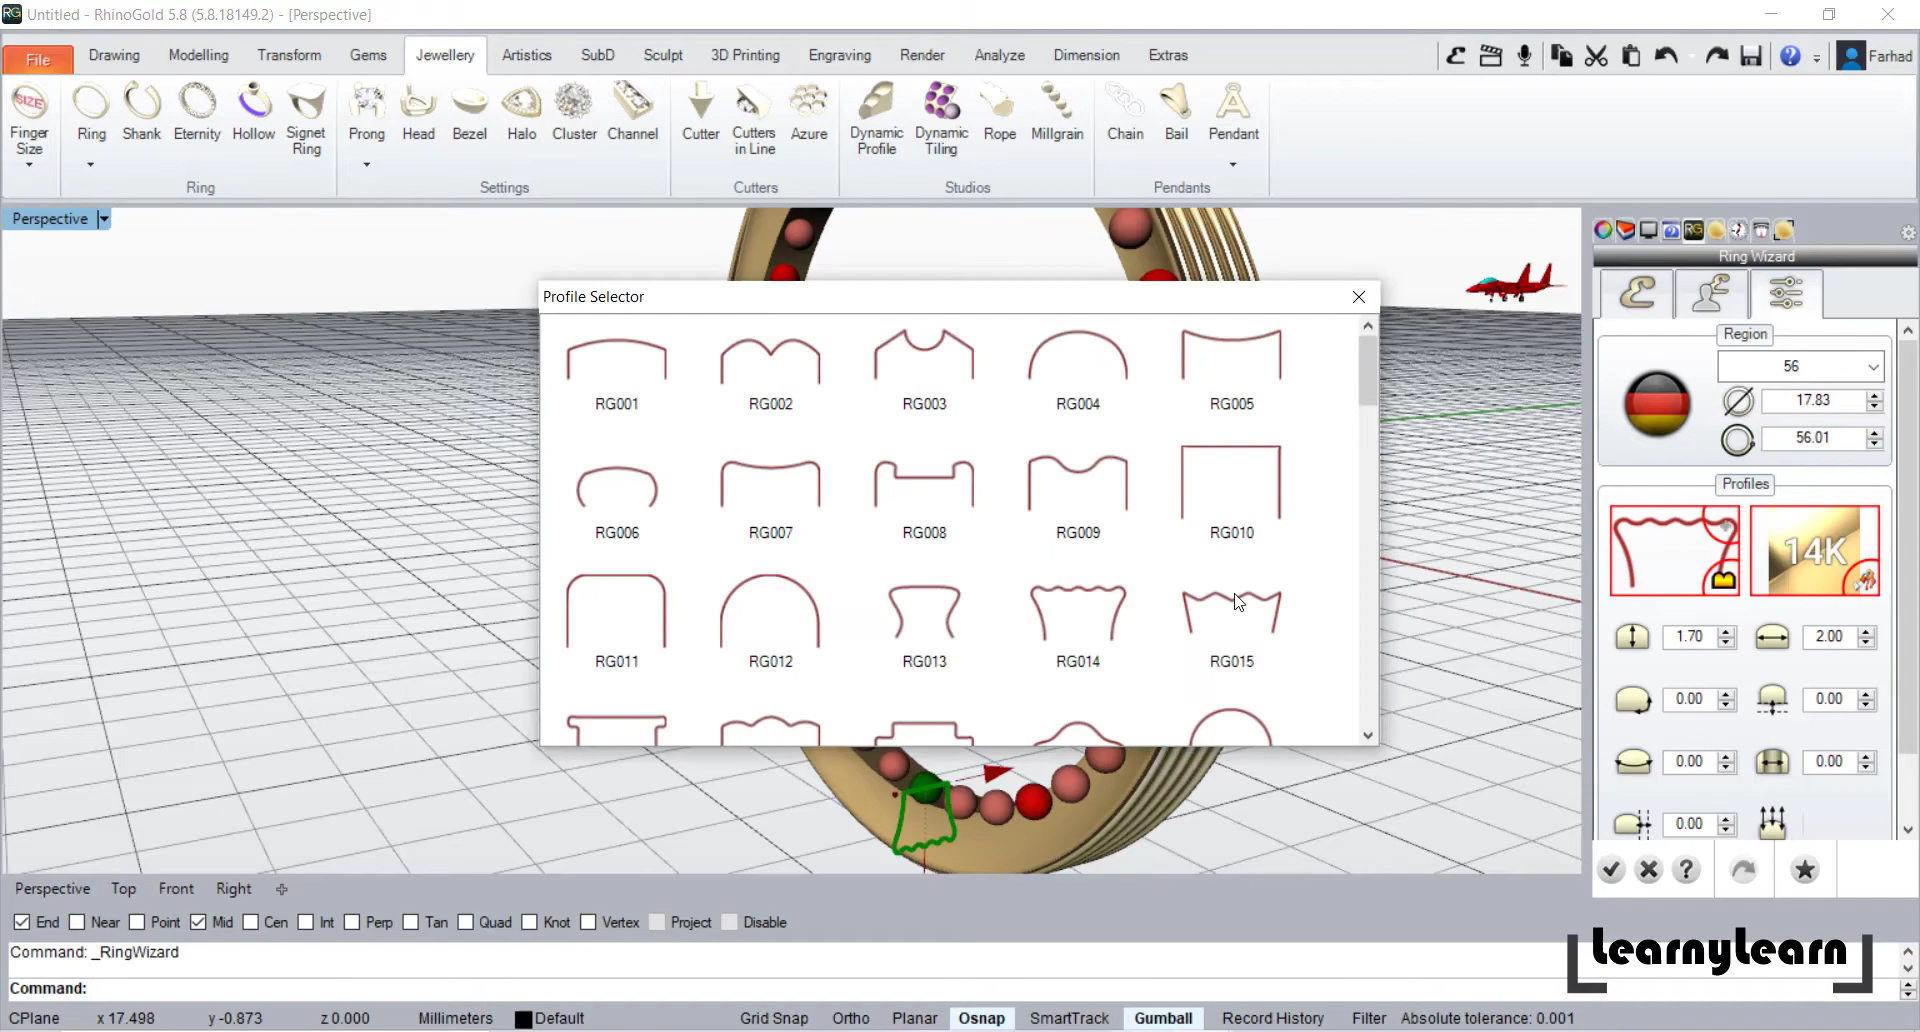 Untitled - RhinoGold 5.8 (5.8.18149.2) - [Perspective]
File Drawing Modelling Transform Gems Jewellery Artistics SubD Sculpt 3D Printing Engraving Render Analyze Dimension Extras Farhad
SIZE
Finger Size Ring Shank Eternity Hollow Signet Ring Prong Head Bezel Halo Cluster Channel Cutter Cutters in Line Azure Dynamic Profile Dynamic Tiling Rope Millgrain Chain Bail Pendant
Ring Settings Cutters Studios Pendants
Perspective
Ring Wizard
Profile Selector
RG001 RG002 RG003 RG004 RG005
RG006 RG007 RG008 RG009 RG010
RG011 RG012 RG013 RG014 RG015
Region
56
17.83
56.01
Profiles
14K
1.70 2.00
0.00 0.00
0.00 0.00
0.00
Perspective Top Front Right
End Near Point Mid Cen Int Perp Tan Quad Knot Vertex Project Disable
Command: _RingWizard
Command:
LearnyLearn
CPlane x 17.498 y -0.873 z 0.000 Millimeters Default Grid Snap Ortho Planar Osnap SmartTrack Gumball Record History Filter Absolute tolerance: 0.001